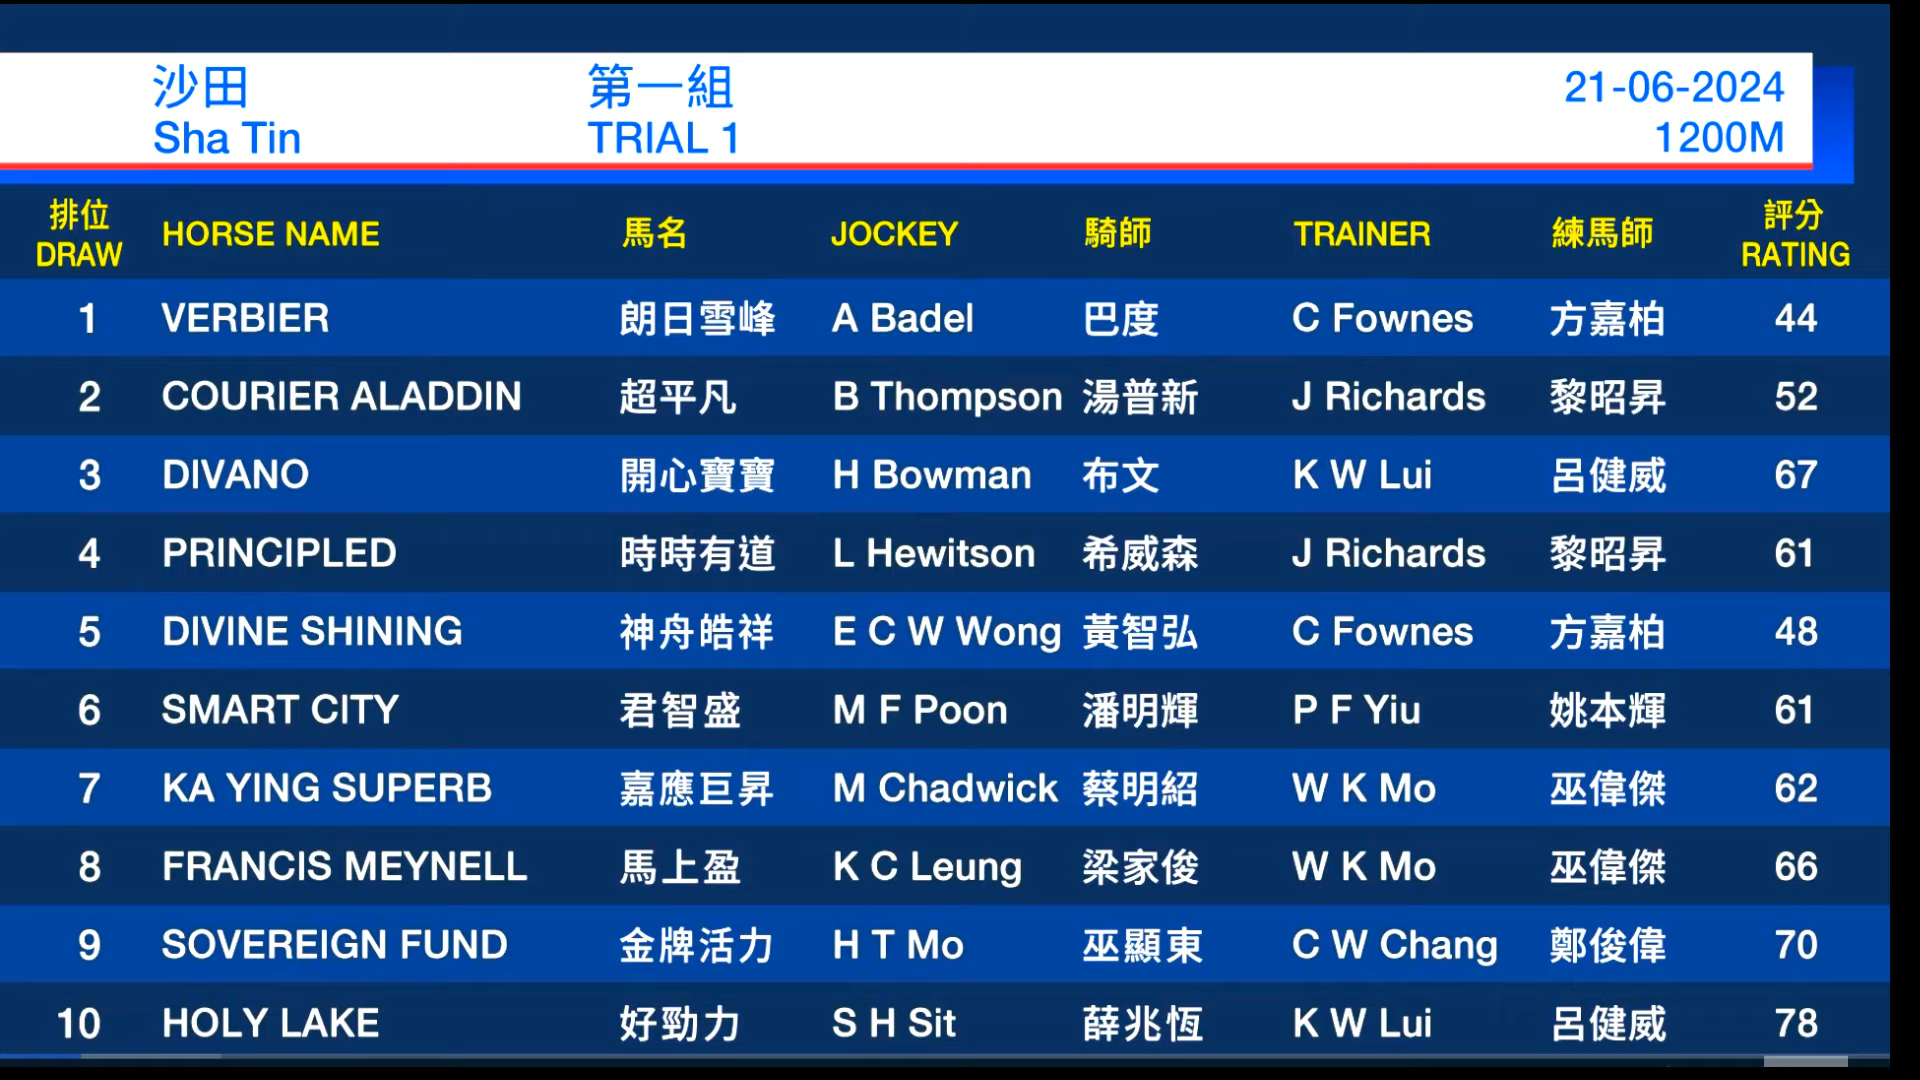 沙田 第一組 21-06-2024
Sha Tin TRIAL 1 1200M
排位 DRAW HORSE NAME 馬名 JOCKEY 騎師 TRAINER 練馬師 評分 RATING
1 VERBIER 朗日雪峰 A Badel 巴度 C Fownes 方嘉柏 44
2 COURIER ALADDIN 超平凡 B Thompson 湯普新 J Richards 黎昭昇 52
3 DIVANO 開心寶寶 H Bowman 布文 K W Lui 呂健威 67
4 PRINCIPLED 時時有道 L Hewitson 希威森 J Richards 黎昭昇 61
5 DIVINE SHINING 神舟皓祥 E C W Wong 黃智弘 C Fownes 方嘉柏 48
6 SMART CITY 君智盛 M F Poon 潘明輝 P F Yiu 姚本輝 61
7 KA YING SUPERB 嘉應巨昇 M Chadwick 蔡明紹 W K Mo 巫偉傑 62
8 FRANCIS MEYNELL 馬上盈 K C Leung 梁家俊 W K Mo 巫偉傑 66
9 SOVEREIGN FUND 金牌活力 H T Mo 巫顯東 C W Chang 鄭俊偉 70
10 HOLY LAKE 好勁力 S H Sit 薛兆恆 K W Lui 呂健威 78